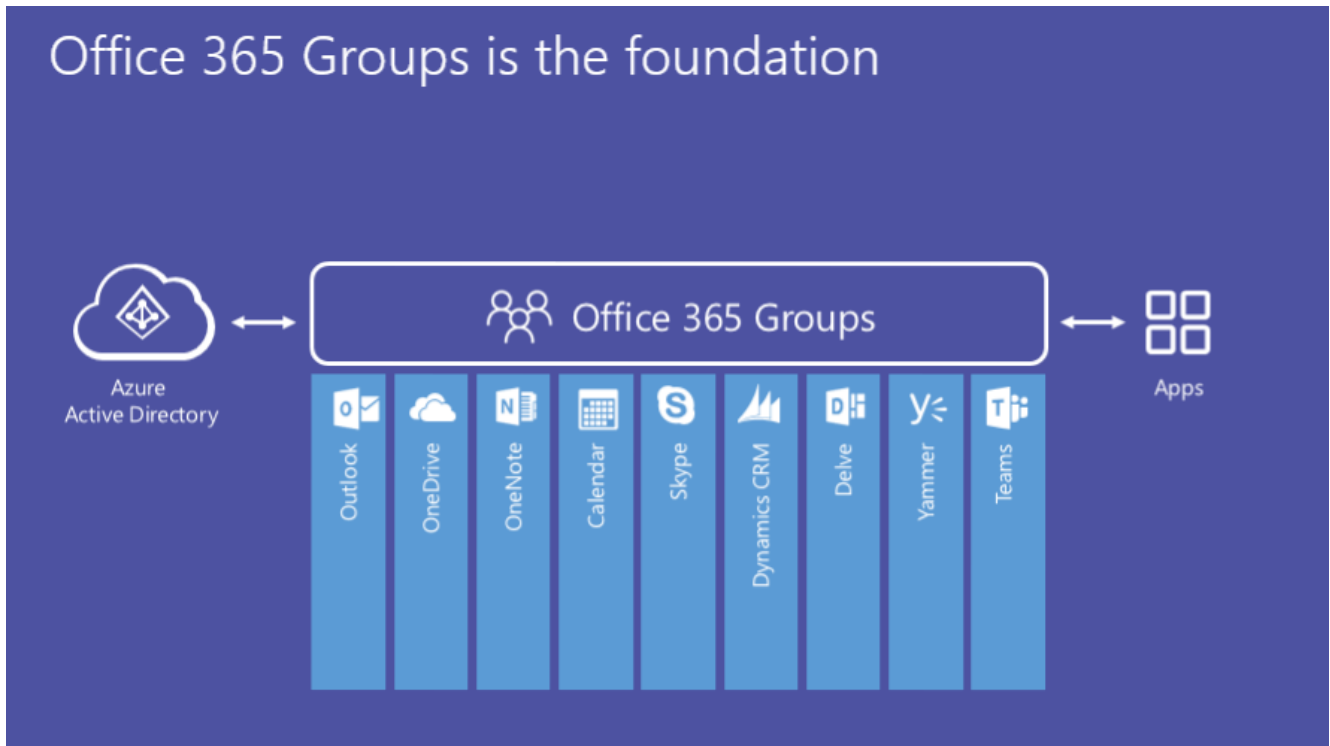 Office 365 Groups is the foundation
Office 365 Groups
Azure
Active Directory
Apps
Outlook
OneDrive
OneNote
Calendar
Skype
Dynamics CRM
Delve
Yammer
Teams